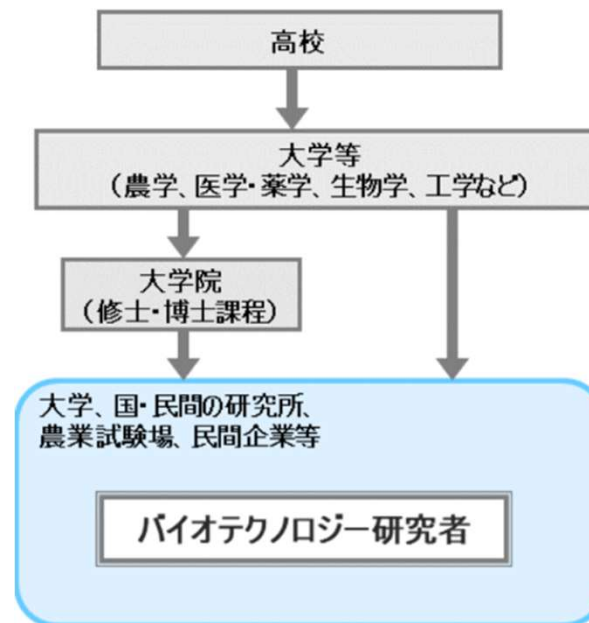 高校
大学等
(農学、医学・薬学、生物学、工学など)
大学院
(修士・博士課程)
大学、国・民間の研究所、
農業試験場、民間企業等
バイオテクノロジー研究者